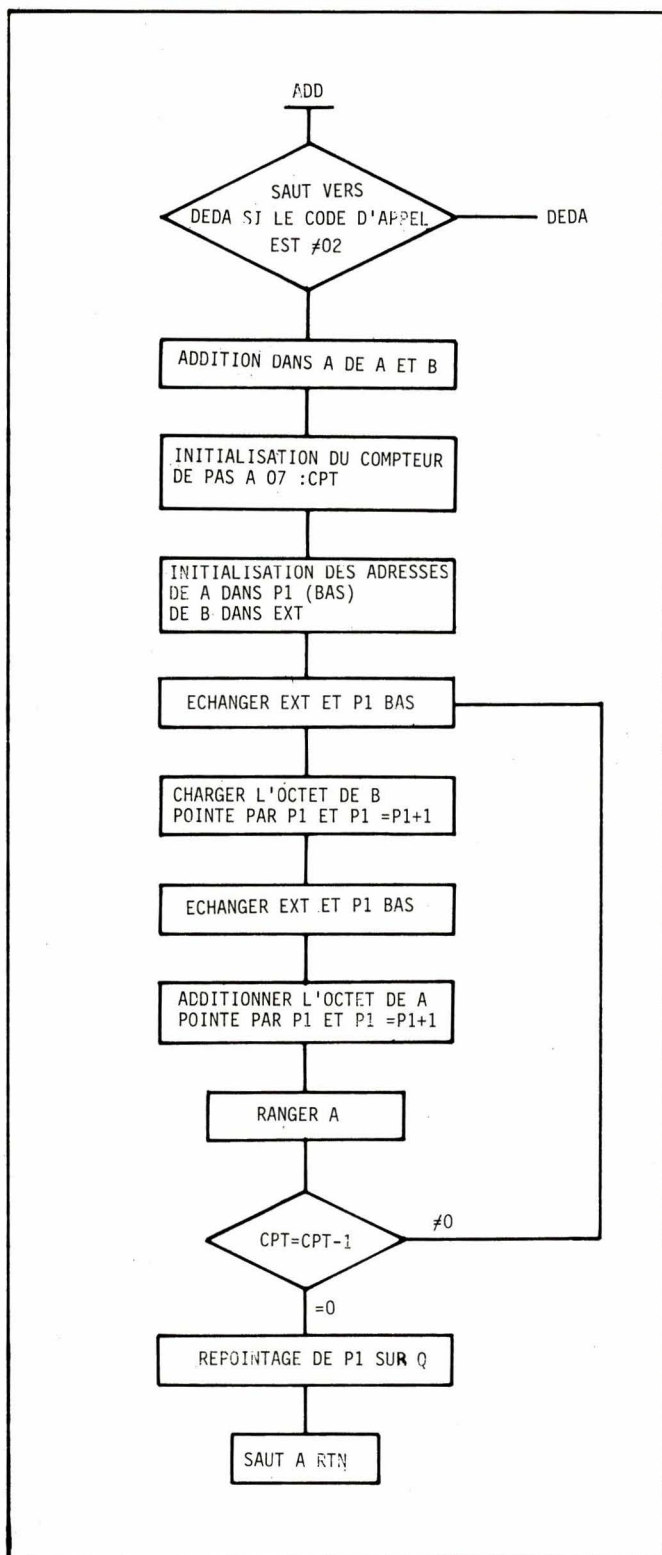 ADD
SAUT VERS
DEDA SI LE CODE D'APPEL
EST ≠02
DEDA
ADDITION DANS A DE A ET B
INITIALISATION DU COMPTEUR
DE PAS A 07 :CPT
INITIALISATION DES ADRESSES
DE A DANS P1 (BAS)
DE B DANS EXT
ECHANGER EXT ET P1 BAS
CHARGER L'OCTET DE B
POINTE PAR P1 ET P1 =P1+1
ECHANGER EXT ET P1 BAS
ADDITIONNER L'OCTET DE A
POINTE PAR P1 ET P1 =P1+1
RANGER A
CPT=CPT-1
≠0
=0
REPOINTAGE DE P1 SUR Q
SAUT A RTN